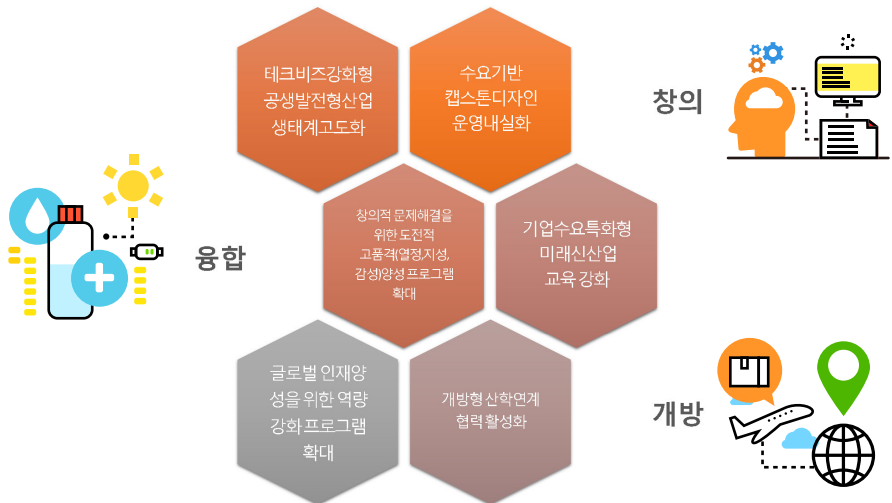 테크비즈강화형
공생발전형산업
생태계고도화
수요기반
캡스톤디자인
운영내실화
창의
융합
창의적 문제해결을
위한 도전적
고품격(열정,지성,
감성)양성 프로그램
확대
기업수요특화형
미래신산업
교육 강화
글로벌 인재양
성을 위한 역량
강화 프로그램
확대
개방형 산학연계
협력 활성화
개방